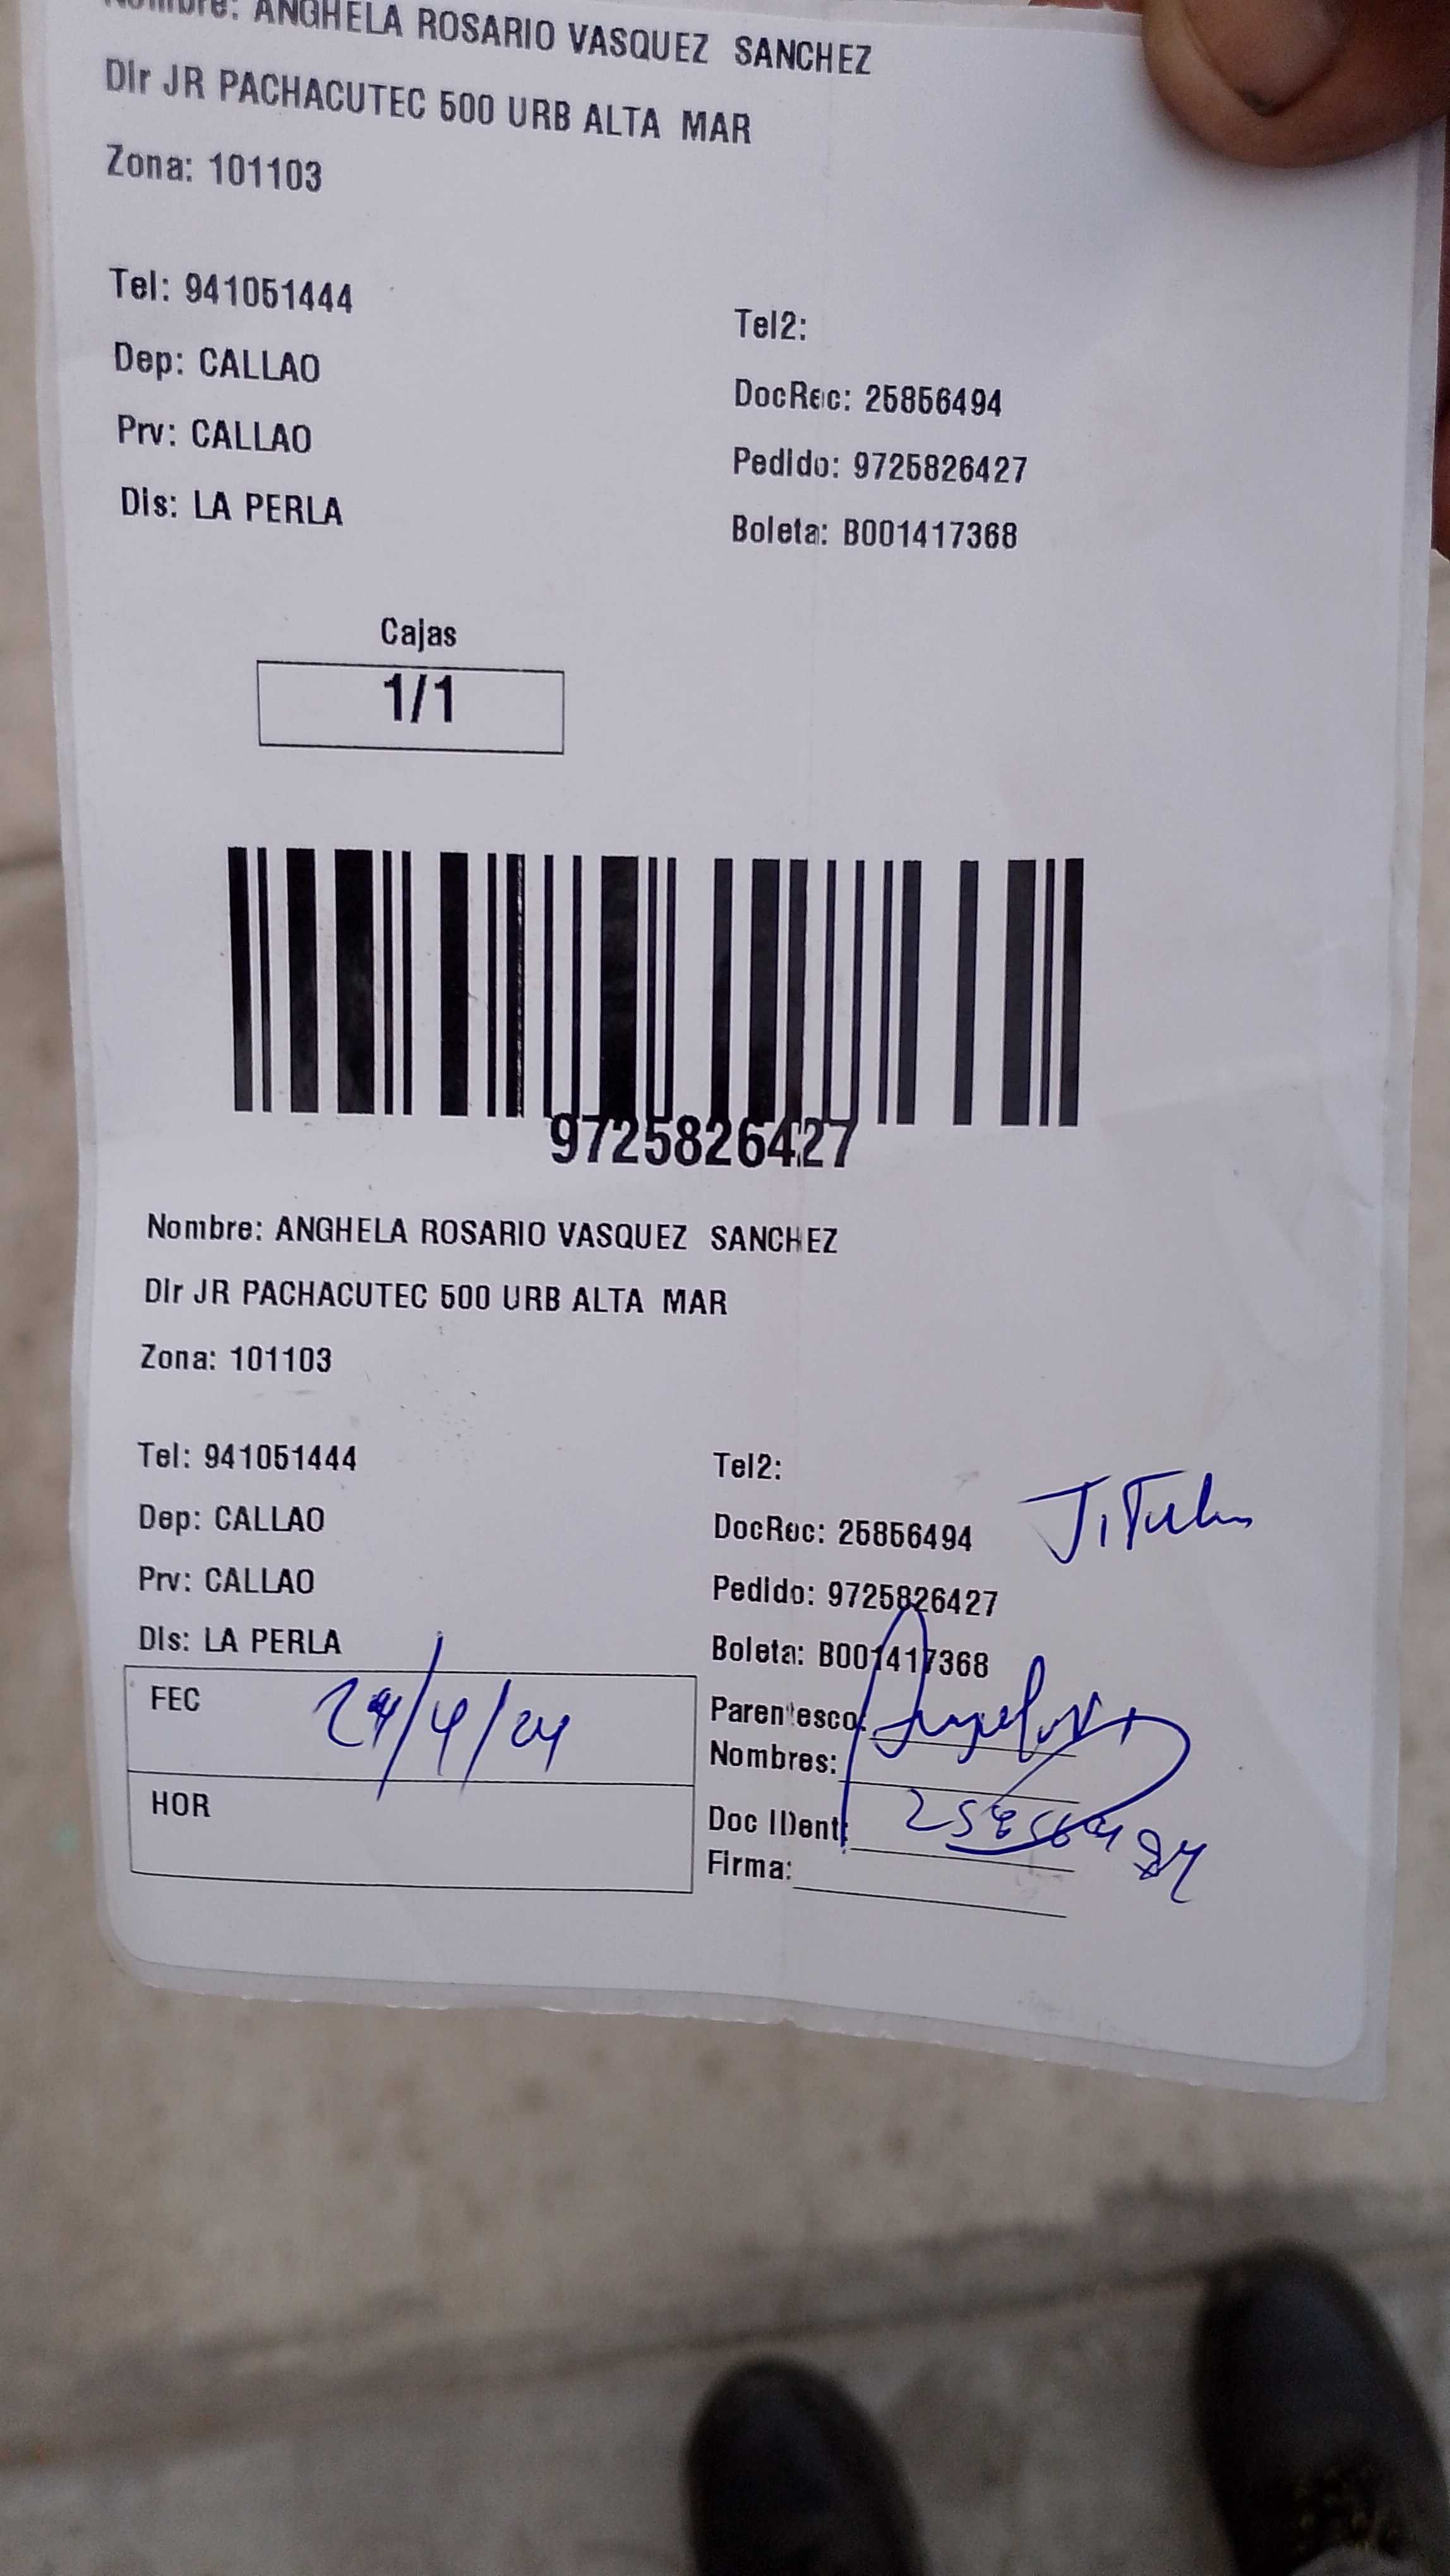 Nombre: ANGHELA ROSARIO VASQUEZ SANCHEZ
DIr JR PACHACUTEC 500 URB ALTA MAR
Zona: 101103
Tel: 941051444
Tel2:
Dep: CALLAO
DocRec: 25856494
Prv: CALLAO
Pedido: 9725826427
Dis: LA PERLA
Boleta: B001417368
Cajas
1/1
9725826427
Nombre: ANGHELA ROSARIO VASQUEZ SANCHEZ
DIr JR PACHACUTEC 500 URB ALTA MAR
Zona: 101103
Tel: 941051444
Tel2:
Dep: CALLAO
DocRec: 25856494 Titular
Prv: CALLAO
Pedido: 9725826427
Dis: LA PERLA
Boleta: B001417368
FEC 24/4/24
Parentesco:
Nombres:
HOR
Doc IDent: 25856494
Firma: